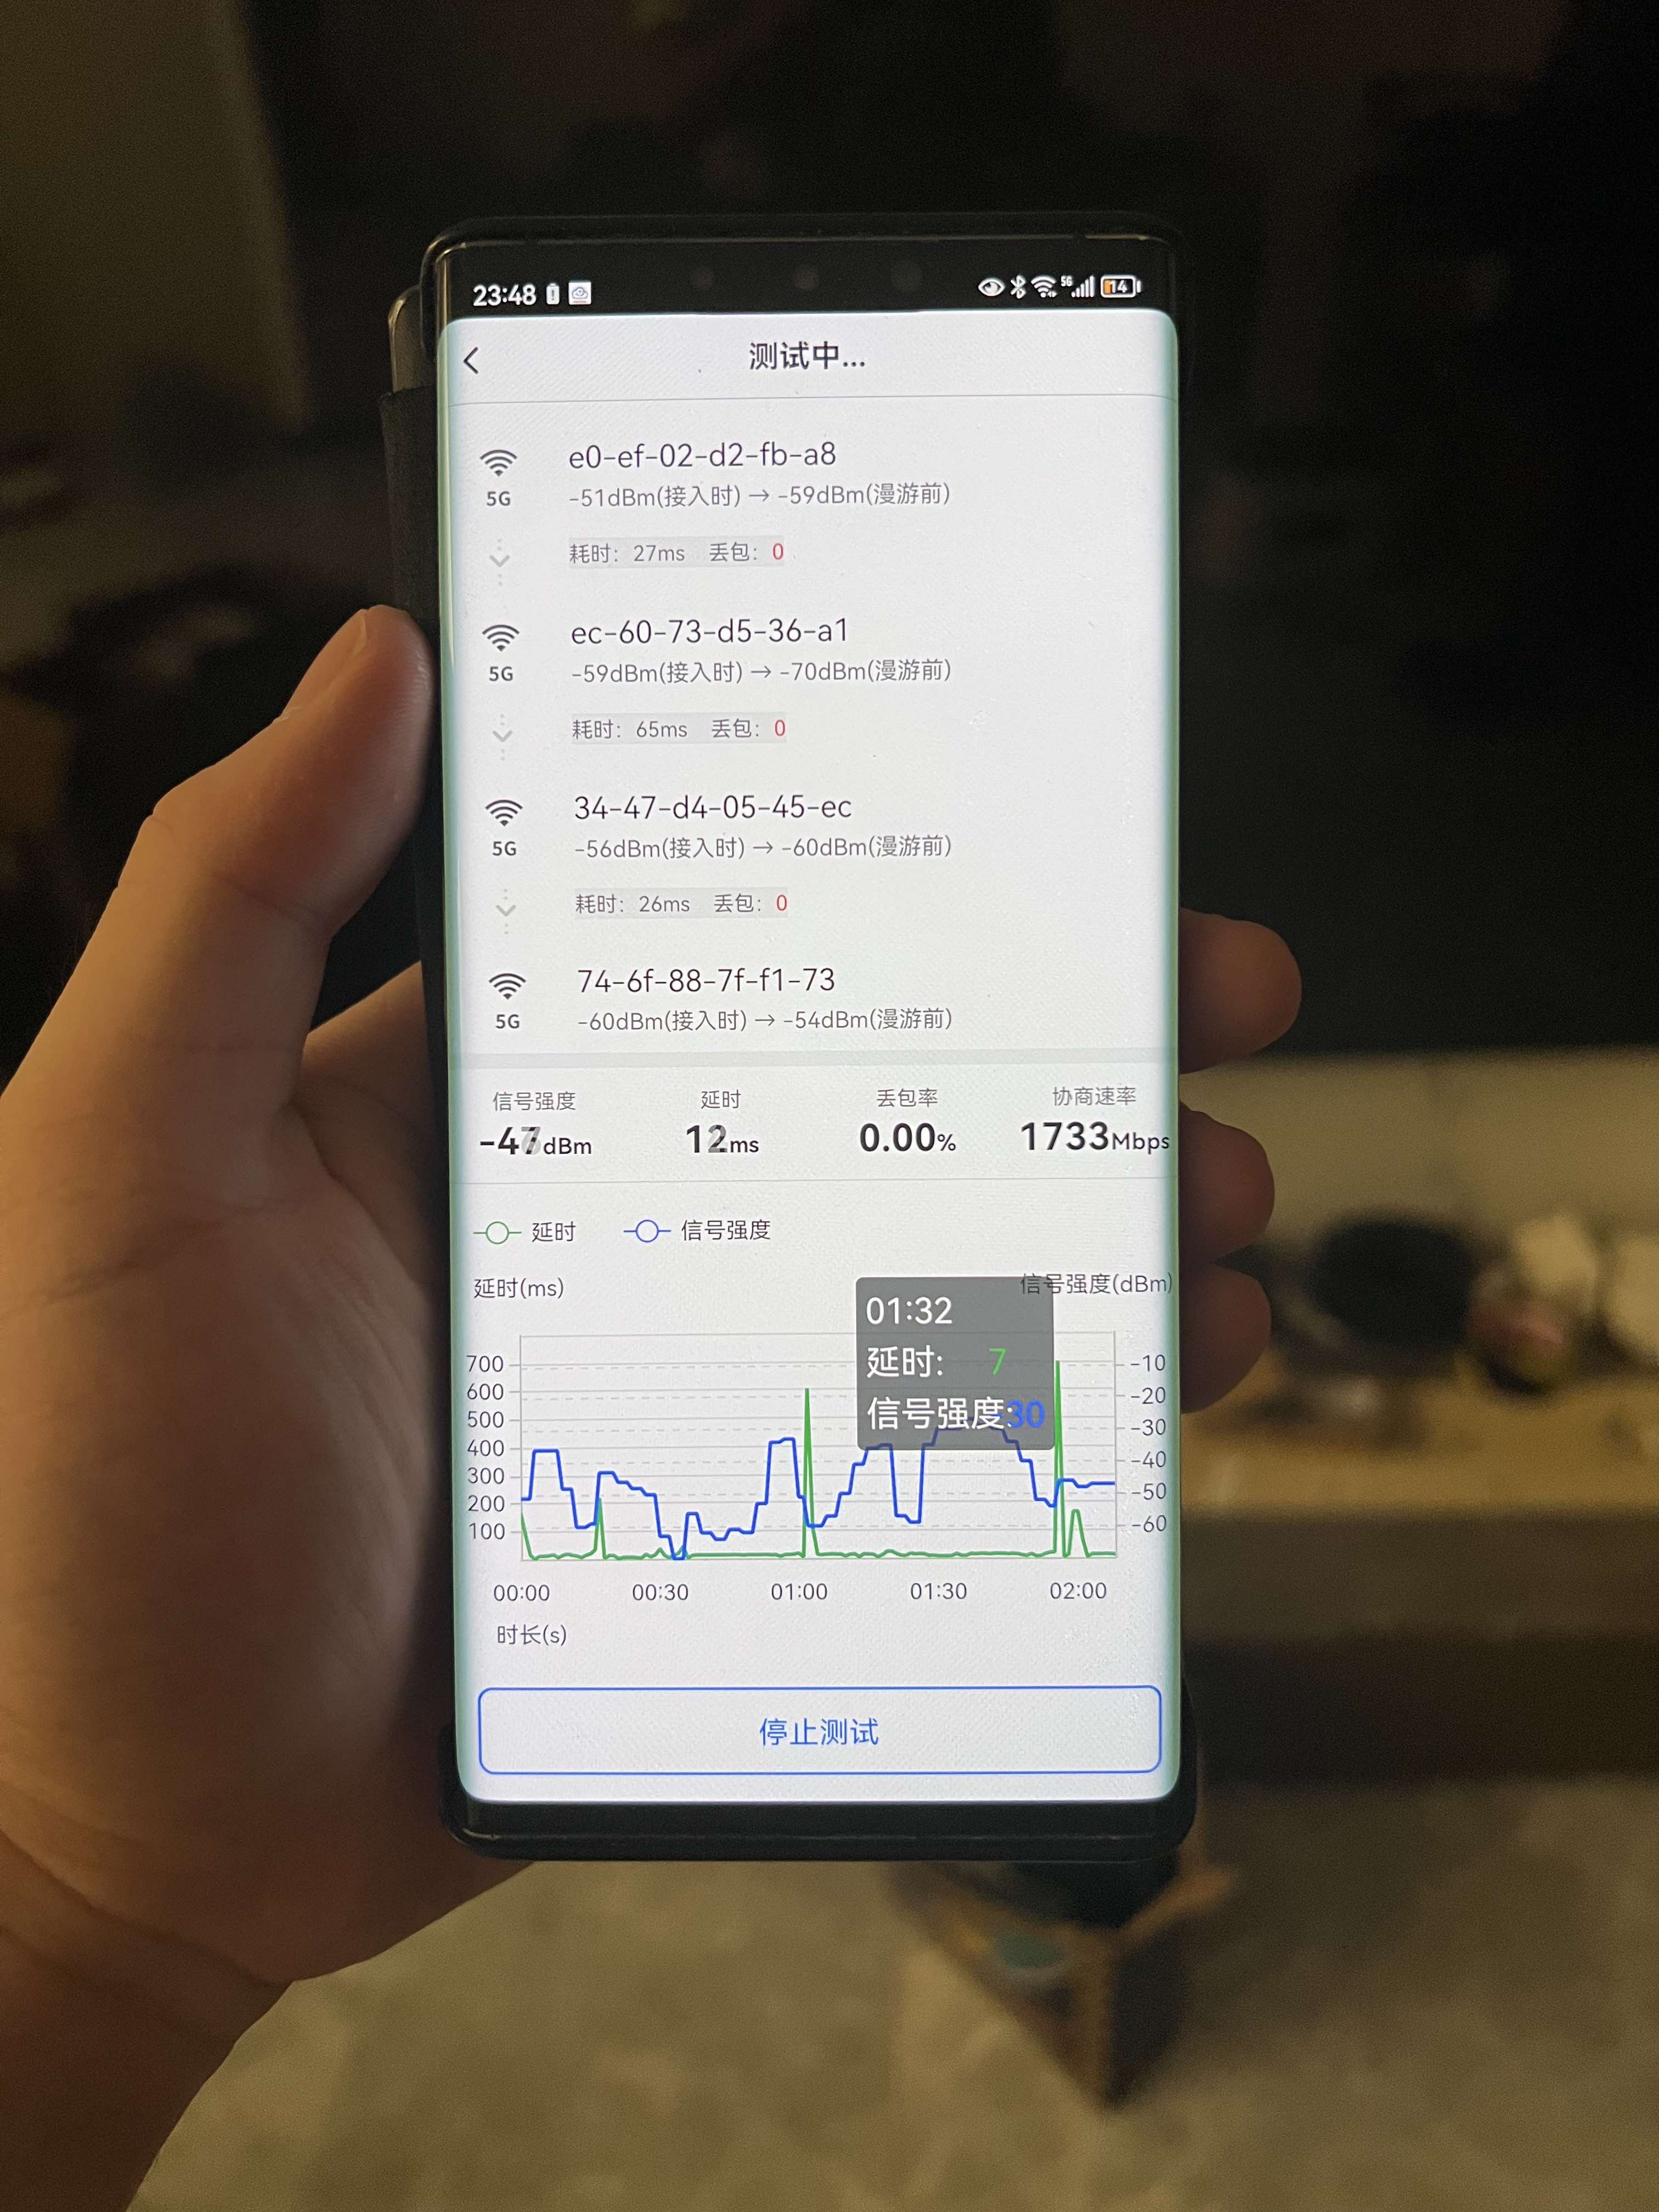 23:48
5G
14
测试中...
e0-ef-02-d2-fb-a8
5G
-51dBm(接入时) → -59dBm(漫游前)
耗时: 27ms 丢包: 0
ec-60-73-d5-36-a1
5G
-59dBm(接入时) → -70dBm(漫游前)
耗时: 65ms 丢包: 0
34-47-d4-05-45-ec
5G
-56dBm(接入时) → -60dBm(漫游前)
耗时: 26ms 丢包: 0
74-6f-88-7f-f1-73
5G
-60dBm(接入时) → -54dBm(漫游前)
信号强度 延时 丢包率 协商速率
12ms 0.00% 1733Mbps
延时 信号强度
延时(ms) 信号强度(dBm)
01:32
延时: 7
信号强度:-30
700 -10
600 -20
500 -30
400 -40
300 -50
200 -60
100
00:00 00:30 01:00 01:30 02:00
时长(s)
停止测试